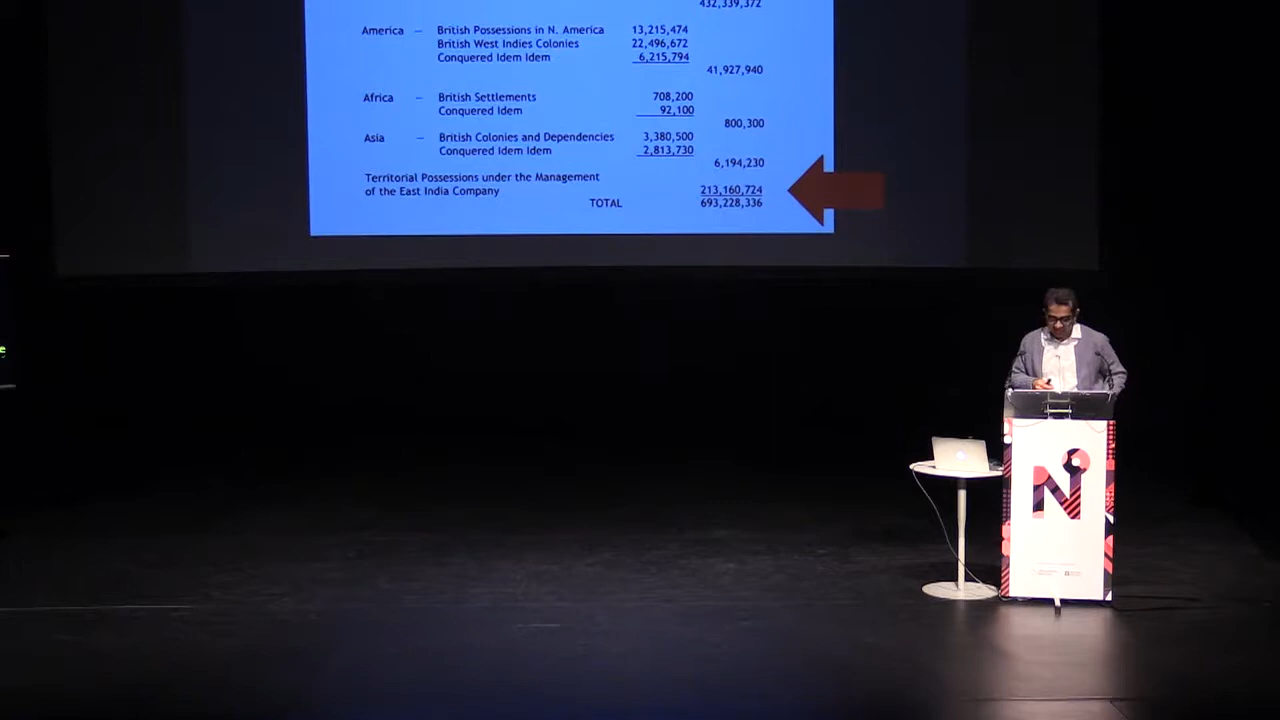 432,339,372
America – British Possessions in N. America 13,215,474
British West Indies Colonies 22,496,672
Conquered Idem Idem 6,215,794
41,927,940
Africa – British Settlements 708,200
Conquered Idem 92,100
800,300
Asia – British Colonies and Dependencies 3,380,500
Conquered Idem Idem 2,813,730
6,194,230
Territorial Possessions under the Management
of the East India Company 213,160,724
TOTAL 693,228,336
e
N